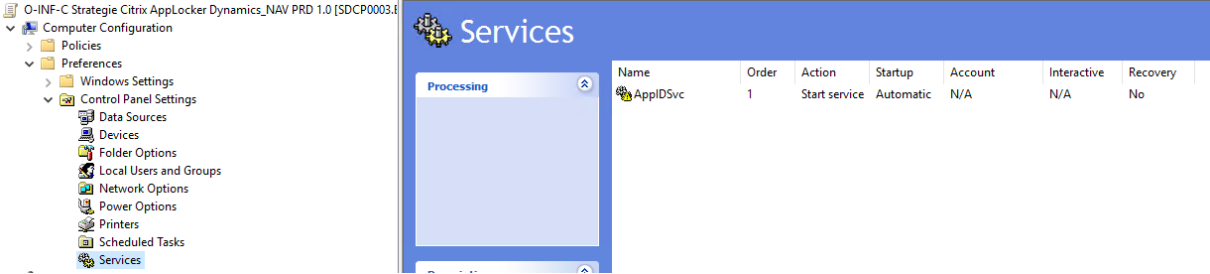 O-INF-C Strategie Citrix AppLocker Dynamics_NAV PRD 1.0 [SDCP0003.
Computer Configuration
Policies
Preferences
Windows Settings
Control Panel Settings
Data Sources
Devices
Folder Options
Local Users and Groups
Network Options
Power Options
Printers
Scheduled Tasks
Services
Services
Processing
Name Order Action Startup Account Interactive Recovery
AppIDSvc 1 Start service Automatic N/A N/A No